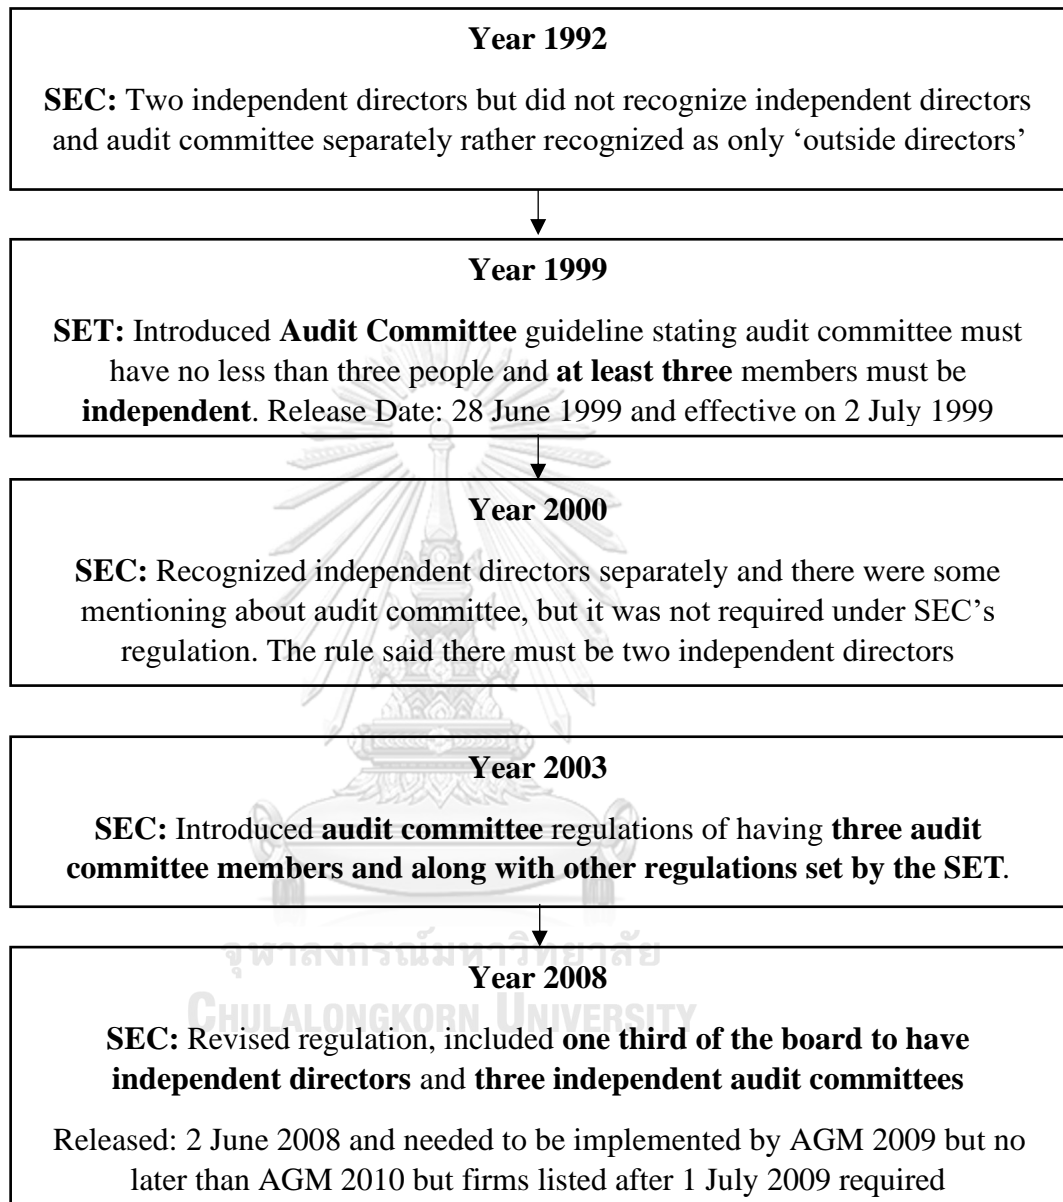 Year 1992
SEC: Two independent directors but did not recognize independent directors
and audit committee separately rather recognized as only ‘outside directors’
Year 1999
SET: Introduced Audit Committee guideline stating audit committee must
have no less than three people and at least three members must be
independent. Release Date: 28 June 1999 and effective on 2 July 1999
Year 2000
SEC: Recognized independent directors separately and there were some
mentioning about audit committee, but it was not required under SEC’s
regulation. The rule said there must be two independent directors
Year 2003
SEC: Introduced audit committee regulations of having three audit
committee members and along with other regulations set by the SET.
จุฬาลงกรณ์มหาวิทยาลัย
Year 2008
CHULALONGKORN UNIVERSITY
SEC: Revised regulation, included one third of the board to have
independent directors and three independent audit committees
Released: 2 June 2008 and needed to be implemented by AGM 2009 but no
later than AGM 2010 but firms listed after 1 July 2009 required